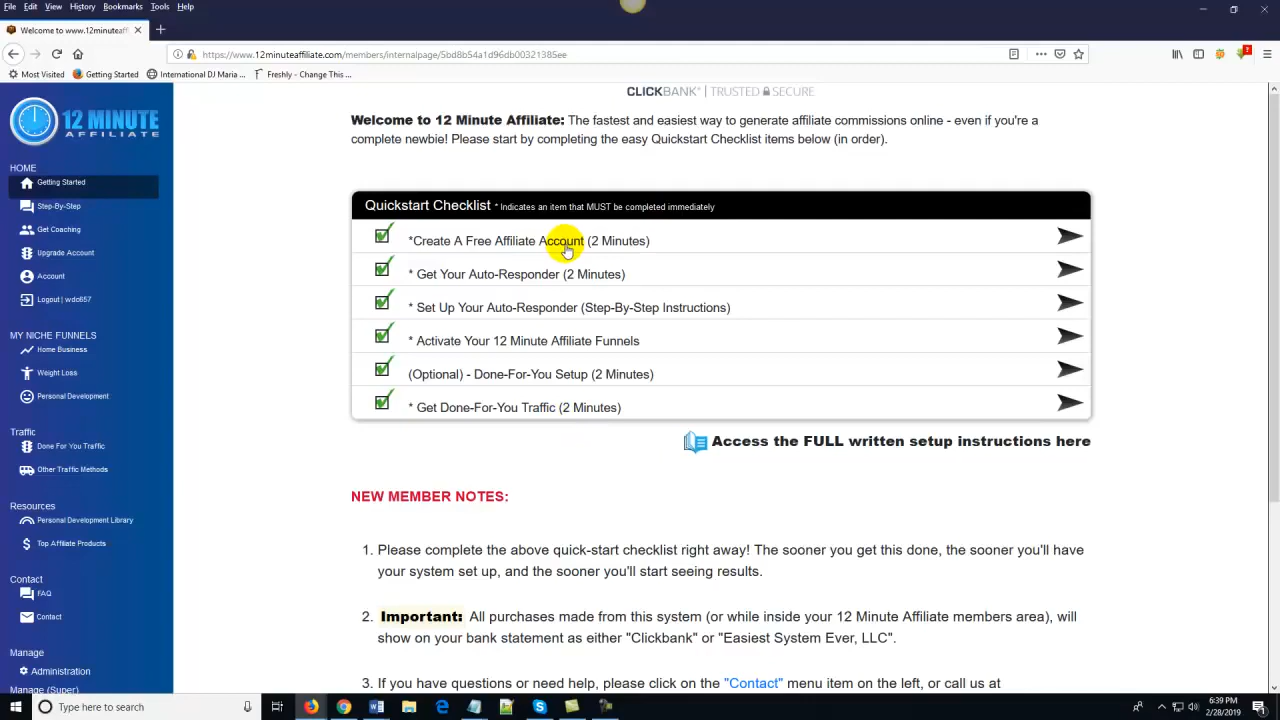 File Edit View History Bookmarks Tools Help
Welcome to www.12minuteaffilia
https://www.12minuteaffiliate.com/members/internalpage/5bd8b54a1d96db00321385ee
7
Most Visited Getting Started International DJ Maria ... Freshly - Change This ...
12 MINUTE
AFFILIATE
HOME
Getting Started
Step-By-Step
Get Coaching
Upgrade Account
Account
Logout | wdc657
MY NICHE FUNNELS
Home Business
Weight Loss
Personal Development
Traffic
Done For You Traffic
Other Traffic Methods
Resources
Personal Development Library
Top Affiliate Products
Contact
FAQ
Contact
Manage
Administration
Manage (Super)
CLICKBANK® | TRUSTED SECURE
Welcome to 12 Minute Affiliate: The fastest and easiest way to generate affiliate commissions online - even if you're a
complete newbie! Please start by completing the easy Quickstart Checklist items below (in order).
Quickstart Checklist * Indicates an item that MUST be completed immediately
*Create A Free Affiliate Account (2 Minutes)
* Get Your Auto-Responder (2 Minutes)
* Set Up Your Auto-Responder (Step-By-Step Instructions)
* Activate Your 12 Minute Affiliate Funnels
(Optional) - Done-For-You Setup (2 Minutes)
* Get Done-For-You Traffic (2 Minutes)
Access the FULL written setup instructions here
NEW MEMBER NOTES:
1. Please complete the above quick-start checklist right away! The sooner you get this done, the sooner you'll have
your system set up, and the sooner you'll start seeing results.
2. Important: All purchases made from this system (or while inside your 12 Minute Affiliate members area), will
show on your bank statement as either "Clickbank" or "Easiest System Ever, LLC".
3. If you have questions or need help, please click on the "Contact" menu item on the left, or call us at
Type here to search
6:39 PM
2/28/2019